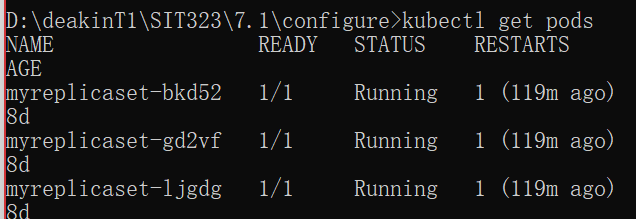 D:\deakinT1\SIT323\7.1\configure>kubectl get pods
NAME READY STATUS RESTARTS
AGE
myreplicaset-bkd52 1/1 Running 1 (119m ago)
8d
myreplicaset-gd2vf 1/1 Running 1 (119m ago)
8d
myreplicaset-ljgdg 1/1 Running 1 (119m ago)
8d